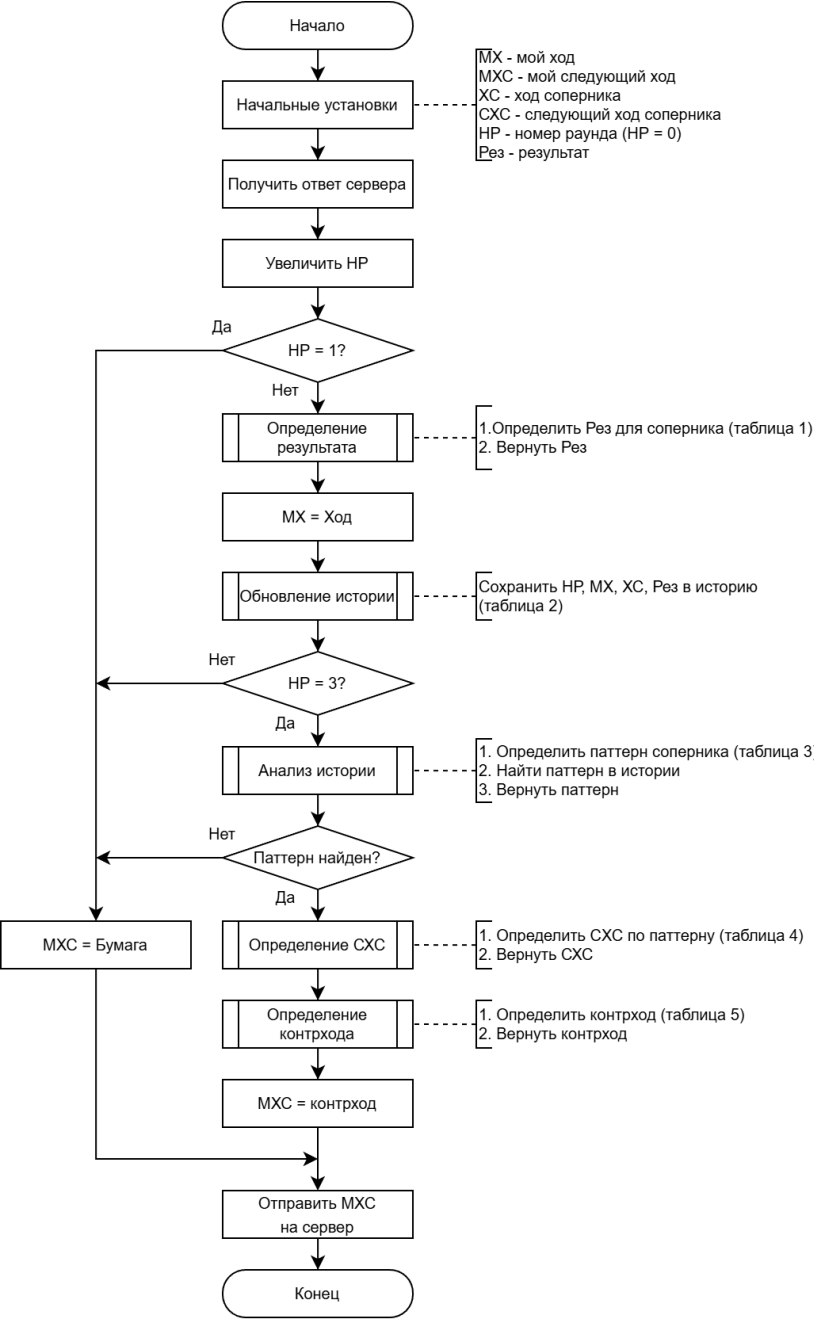 Начало
МХ - мой ход
МХС - мой следующий ход
ХС - ход соперника
СХС - следующий ход соперника
НР - номер раунда (НР = 0)
Рез - результат
Начальные установки
Получить ответ сервера
Увеличить НР
Да
НР = 1?
Нет
Определение
результата
1.Определить Рез для соперника (таблица 1)
2. Вернуть Рез
МХ = Ход
Обновление истории
Сохранить НР, МХ, ХС, Рез в историю
(таблица 2)
Нет
НР = 3?
Да
Анализ истории
1. Определить паттерн соперника (таблица 3)
2. Найти паттерн в истории
3. Вернуть паттерн
Нет
Паттерн найден?
Да
МХС = Бумага
Определение СХС
1. Определить СХС по паттерну (таблица 4)
2. Вернуть СХС
Определение
контрхода
1. Определить контрход (таблица 5)
2. Вернуть контрход
МХС = контрход
Отправить МХС
на сервер
Конец